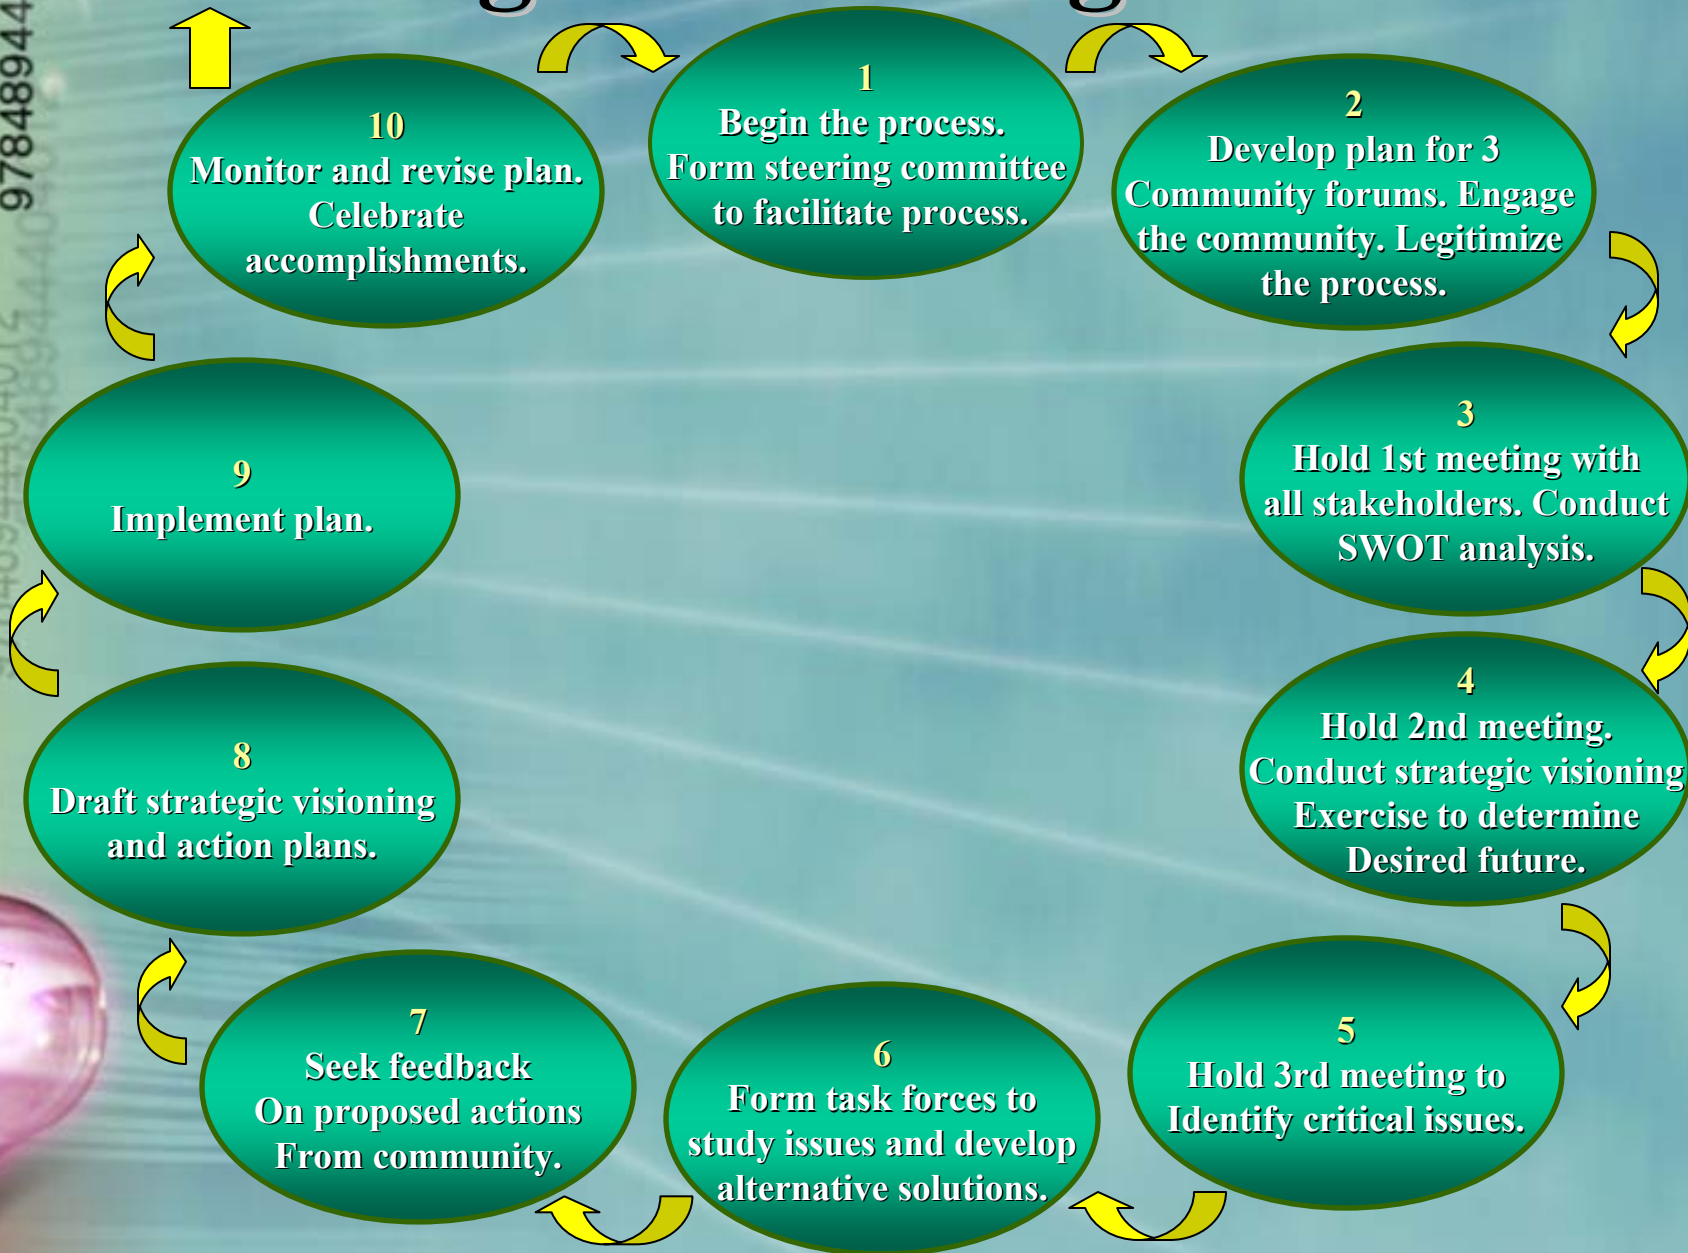 97848944
1
Begin the process.
Form steering committee
to facilitate process.
2
Develop plan for 3
Community forums. Engage
the community. Legitimize
the process.
3
Hold 1st meeting with
all stakeholders. Conduct
SWOT analysis.
4
Hold 2nd meeting.
Conduct strategic visioning
Exercise to determine
Desired future.
5
Hold 3rd meeting to
Identify critical issues.
6
Form task forces to
study issues and develop
alternative solutions.
7
Seek feedback
On proposed actions
From community.
8
Draft strategic visioning
and action plans.
9
Implement plan.
10
Monitor and revise plan.
Celebrate
accomplishments.